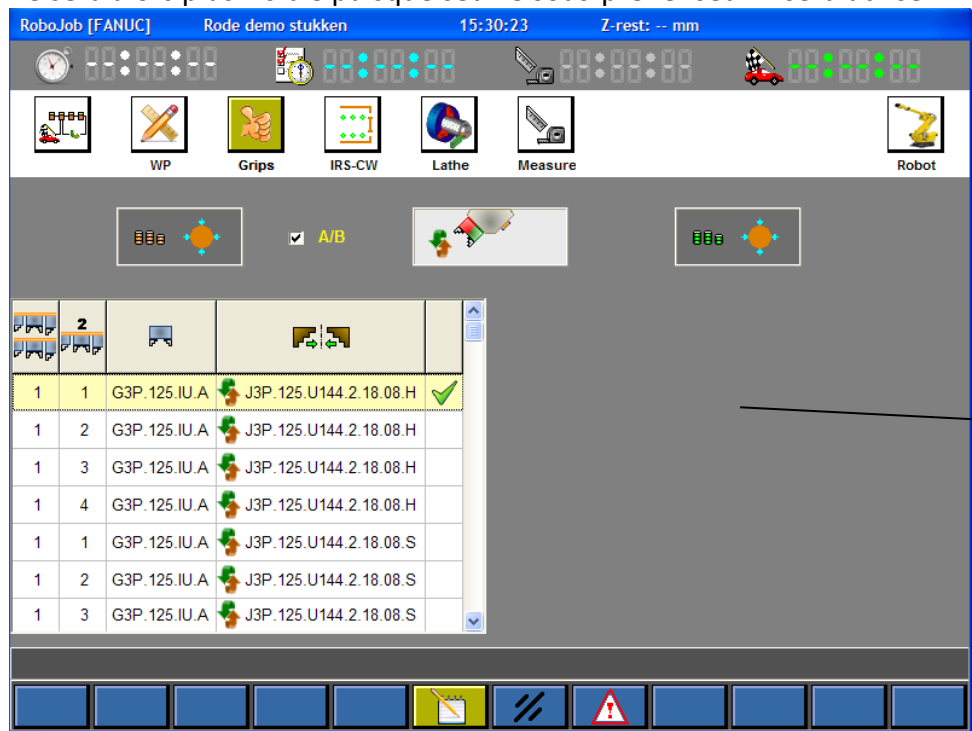 RoboJob [FANUC] Rode demo stukken 15:30:23 Z-rest: -- mm
WP Grips IRS-CW Lathe Measure Robot
A/B
2
1 1 G3P.125.IU.A J3P.125.U144.2.18.08.H
1 2 G3P.125.IU.A J3P.125.U144.2.18.08.H
1 3 G3P.125.IU.A J3P.125.U144.2.18.08.H
1 4 G3P.125.IU.A J3P.125.U144.2.18.08.H
1 1 G3P.125.IU.A J3P.125.U144.2.18.08.S
1 2 G3P.125.IU.A J3P.125.U144.2.18.08.S
1 3 G3P.125.IU.A J3P.125.U144.2.18.08.S